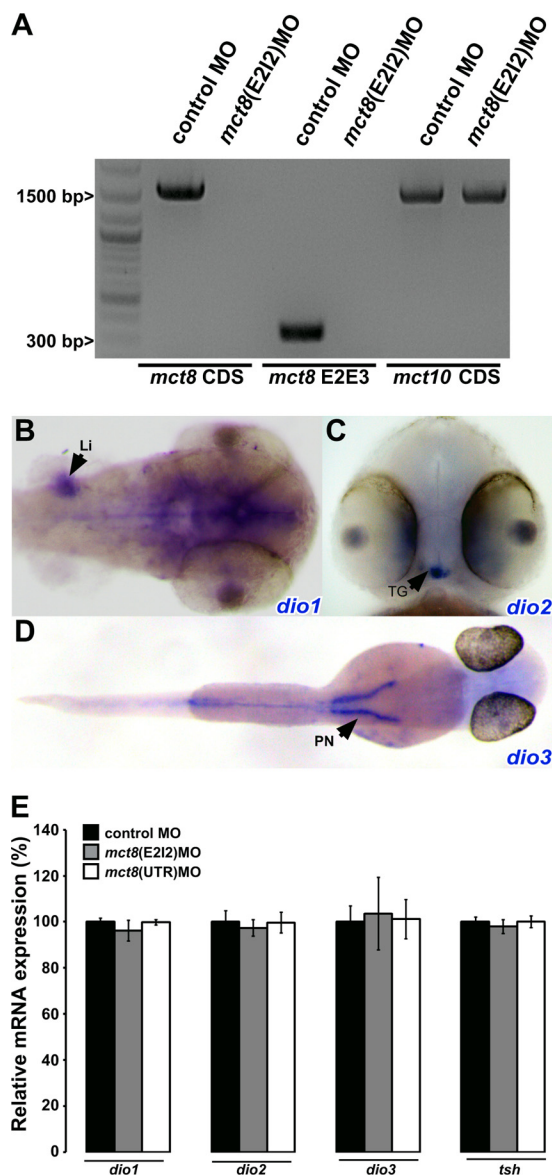 A
control MO
mct8(E2I2)MO
control MO
mct8(E2I2)MO
control MO
mct8(E2I2)MO
1500 bp>
300 bp>
mct8 CDS
mct8 E2E3
mct10 CDS
B
Li
dio1
C
TG
dio2
D
PN
dio3
E
Relative mRNA expression (%)
140
120
100
80
60
40
20
0
control MO
mct8(E2I2)MO
mct8(UTR)MO
dio1
dio2
dio3
tsh